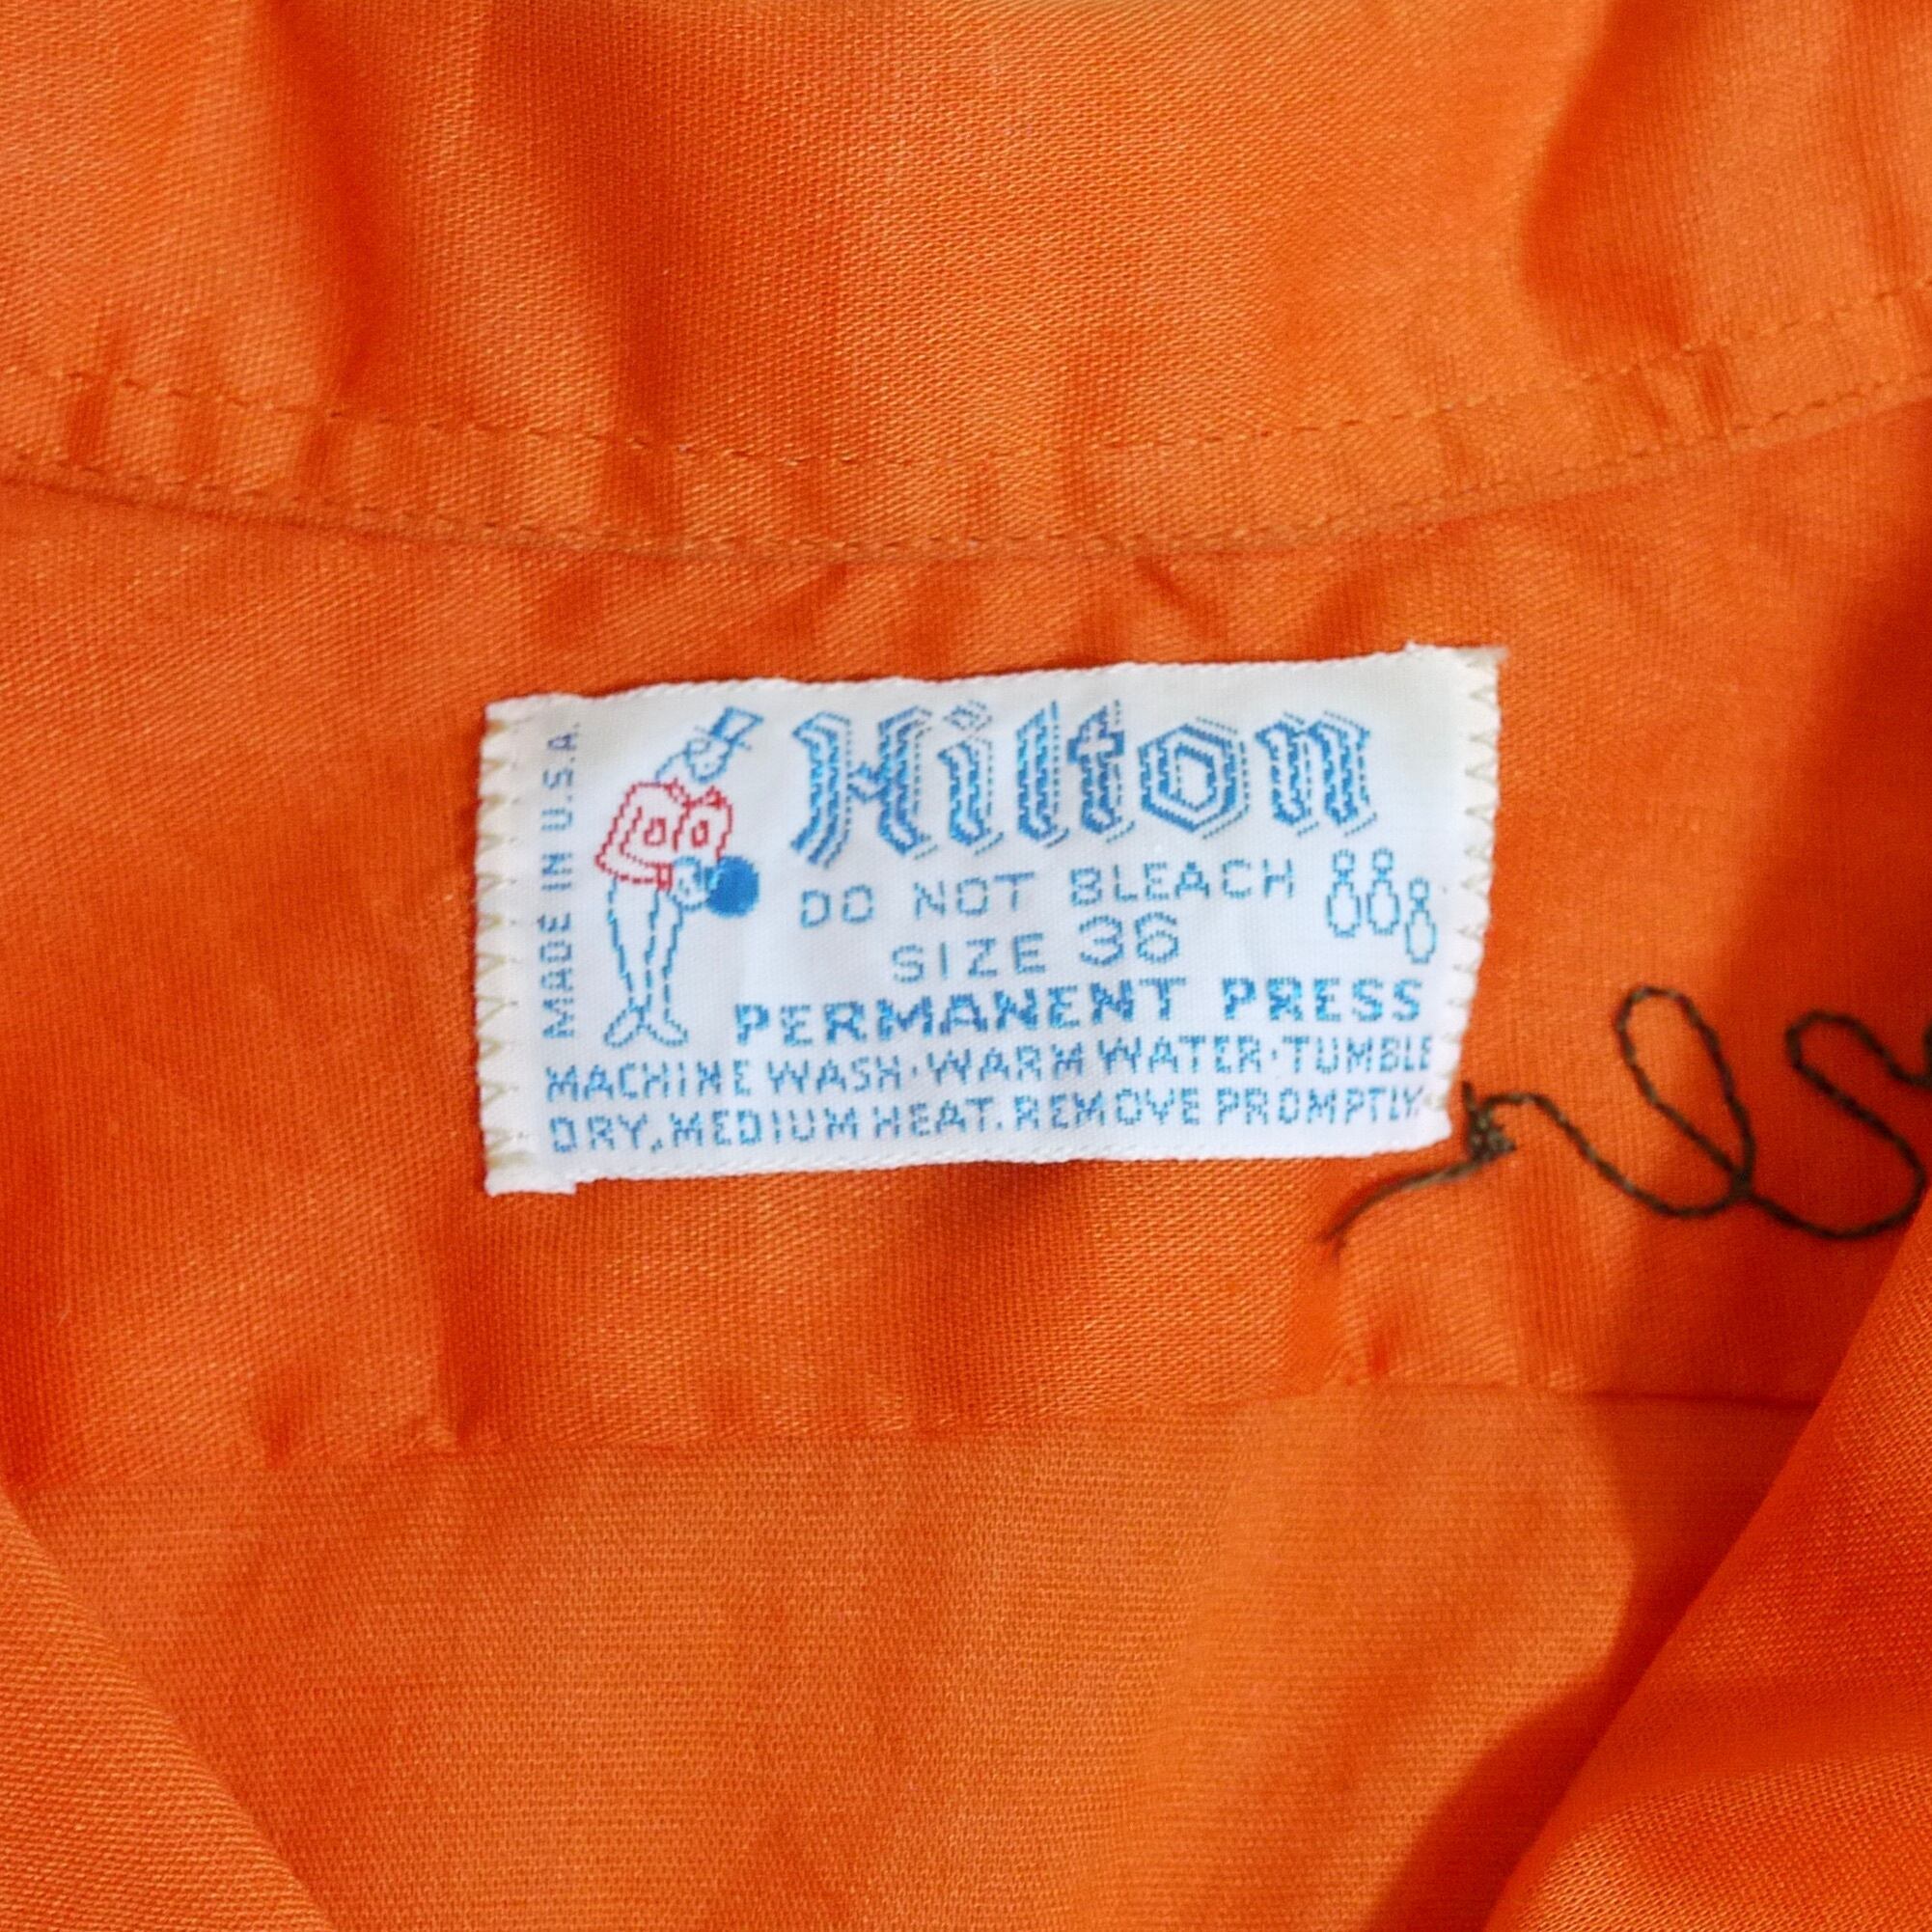 MADE IN U.S.A.
Hilton
DO NOT BLEACH
SIZE 36
PERMANENT PRESS
MACHINE WASH·WARM WATER·TUMBLE
DRY, MEDIUM HEAT. REMOVE PROMPTLY.